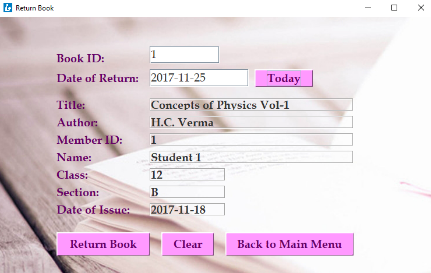 Return Book
Book ID: 1
Date of Return: 2017-11-25 Today
Title: Concepts of Physics Vol-1
Author: H.C. Verma
Member ID: 1
Name: Student 1
Class: 12
Section: B
Date of Issue: 2017-11-18
Return Book Clear Back to Main Menu